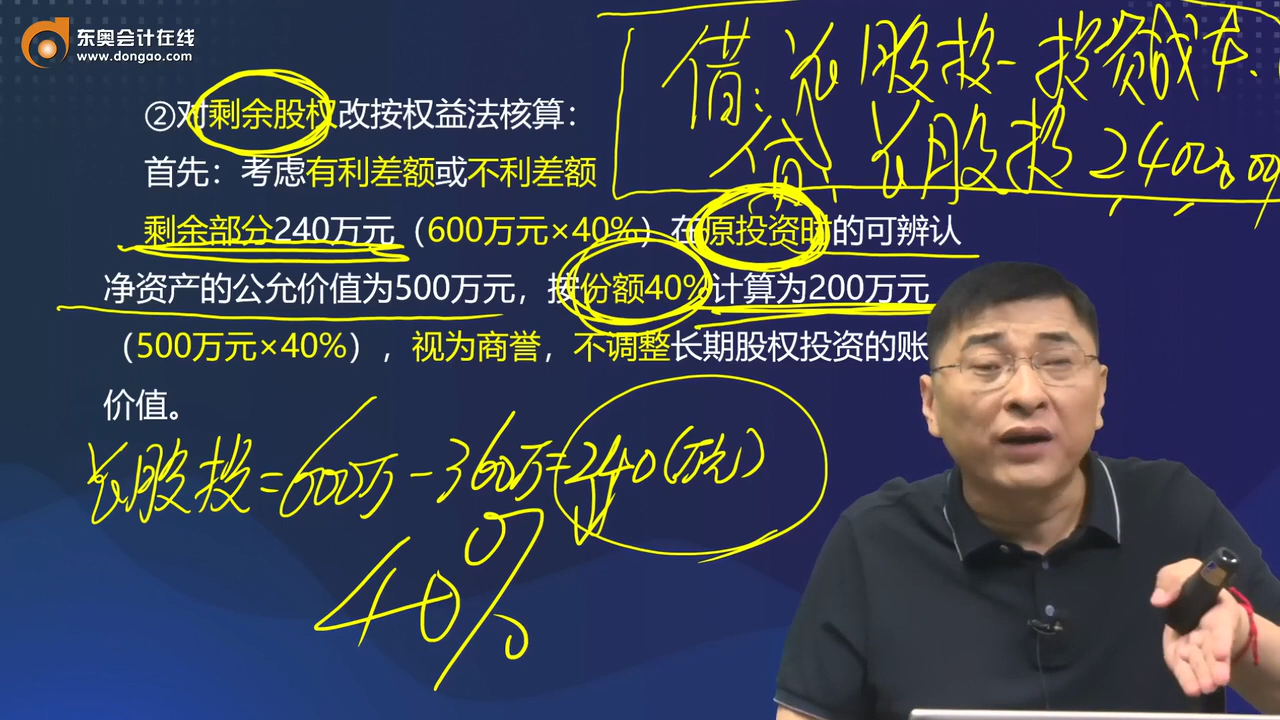 东奥会计在线
www.dongao.com
借：长股投-投资成本
贷：长股投 2,400,000
②对剩余股权改按权益法核算：
首先：考虑有利差额或不利差额
剩余部分240万元（600万元×40%）在原投资时的可辨认
净资产的公允价值为500万元，按份额40%计算为200万元
（500万元×40%），视为商誉，不调整长期股权投资的账
价值。
长股投=600万-360万=240(万元)
40%